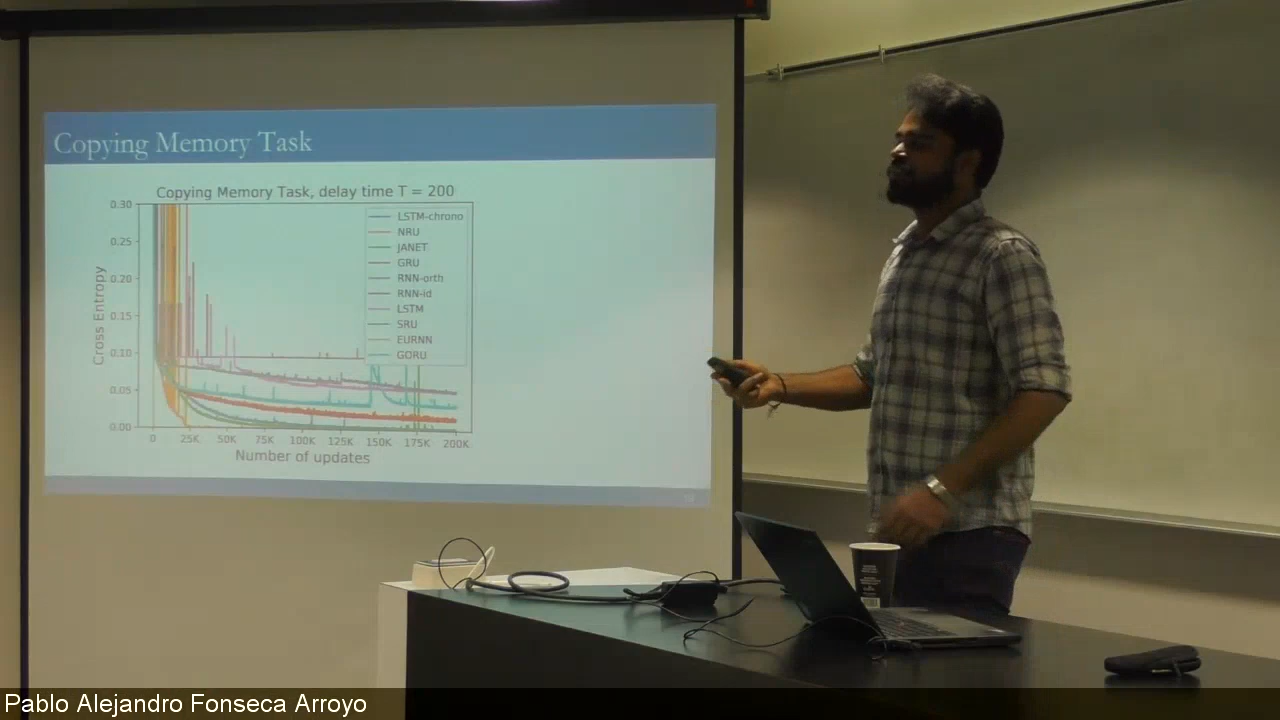 Copying Memory Task
Copying Memory Task, delay time T = 200
Cross Entropy
0.30
0.25
0.20
0.15
0.10
0.05
0.00
LSTM-chrono
NRU
JANET
GRU
RNN-orth
RNN-id
LSTM
SRU
EURNN
GORU
0 25K 50K 75K 100K 125K 150K 175K 200K
Number of updates
Pablo Alejandro Fonseca Arroyo